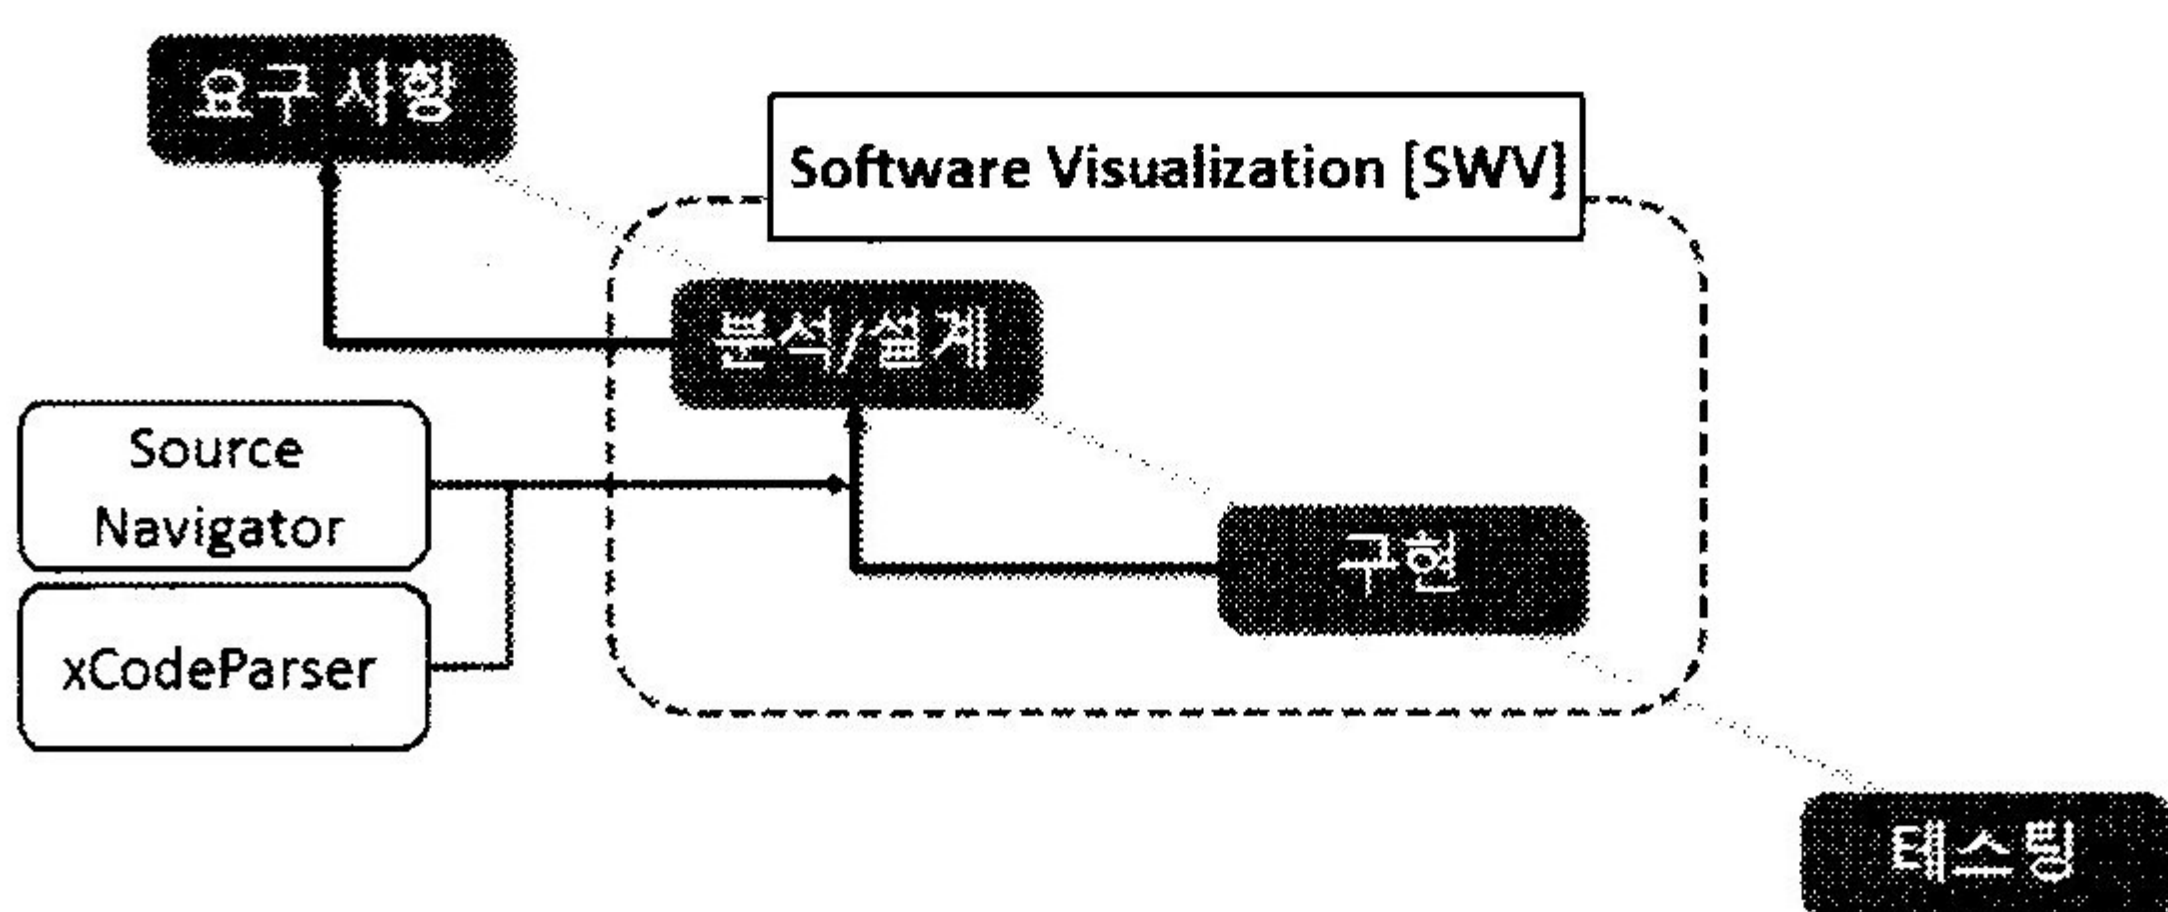 요구 사항
Software Visualization [SWV]
분석/설계
Source
Navigator
구현
xCodeParser
테스팅